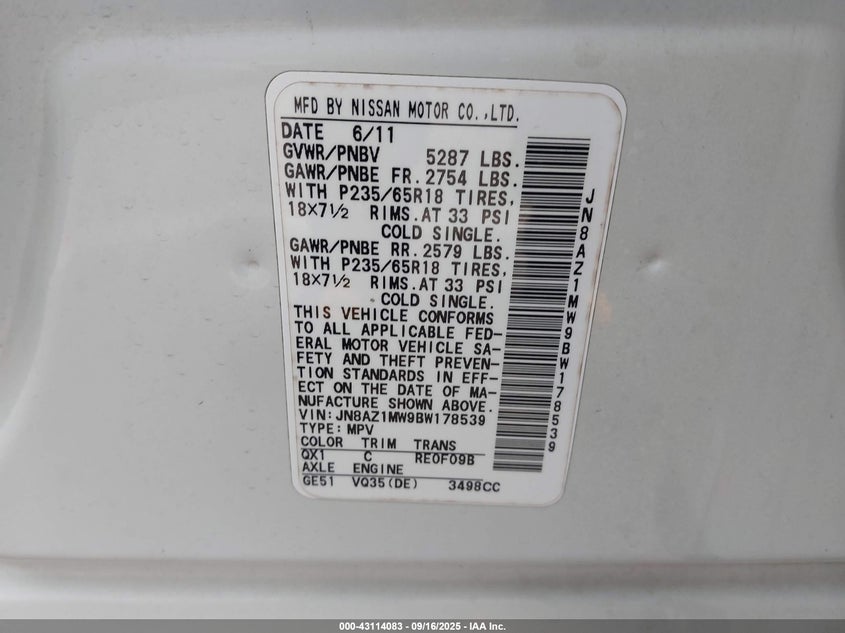 MFD BY NISSAN MOTOR CO.,LTD.
DATE 6/11
GVWR/PNBV 5287 LBS.
GAWR/PNBE FR. 2754 LBS.
WITH P235/65R18 TIRES,
18×7½ RIMS. AT 33 PSI
COLD SINGLE.
GAWR/PNBE RR. 2579 LBS.
WITH P235/65R18 TIRES,
18×7½ RIMS. AT 33 PSI
COLD SINGLE.
THIS VEHICLE CONFORMS
TO ALL APPLICABLE FED-
ERAL MOTOR VEHICLE SA-
FETY AND THEFT PREVEN-
TION STANDARDS IN EFF-
ECT ON THE DATE OF MA-
NUFACTURE SHOWN ABOVE.
VIN:JN8AZ1MW9BW178539
TYPE:MPV
COLOR TRIM TRANS
QX1 C RE0F09B
AXLE ENGINE
GE51 VQ35(DE) 3498CC
JN8AZ1MW9BW178539
000-43114083 - 09/16/2025 - IAA Inc.